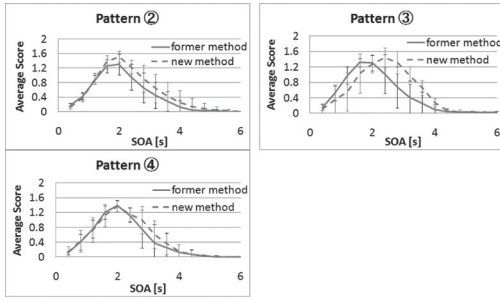 Pattern ②
Average Score
2
1.6
1.2
0.8
0.4
0
former method
new method
0 2 4 6
SOA [s]
Pattern ③
Average Score
2
1.6
1.2
0.8
0.4
0
former method
new method
0 2 4 6
SOA [s]
Pattern ④
Average Score
2
1.6
1.2
0.8
0.4
0
former method
new method
0 2 4 6
SOA [s]